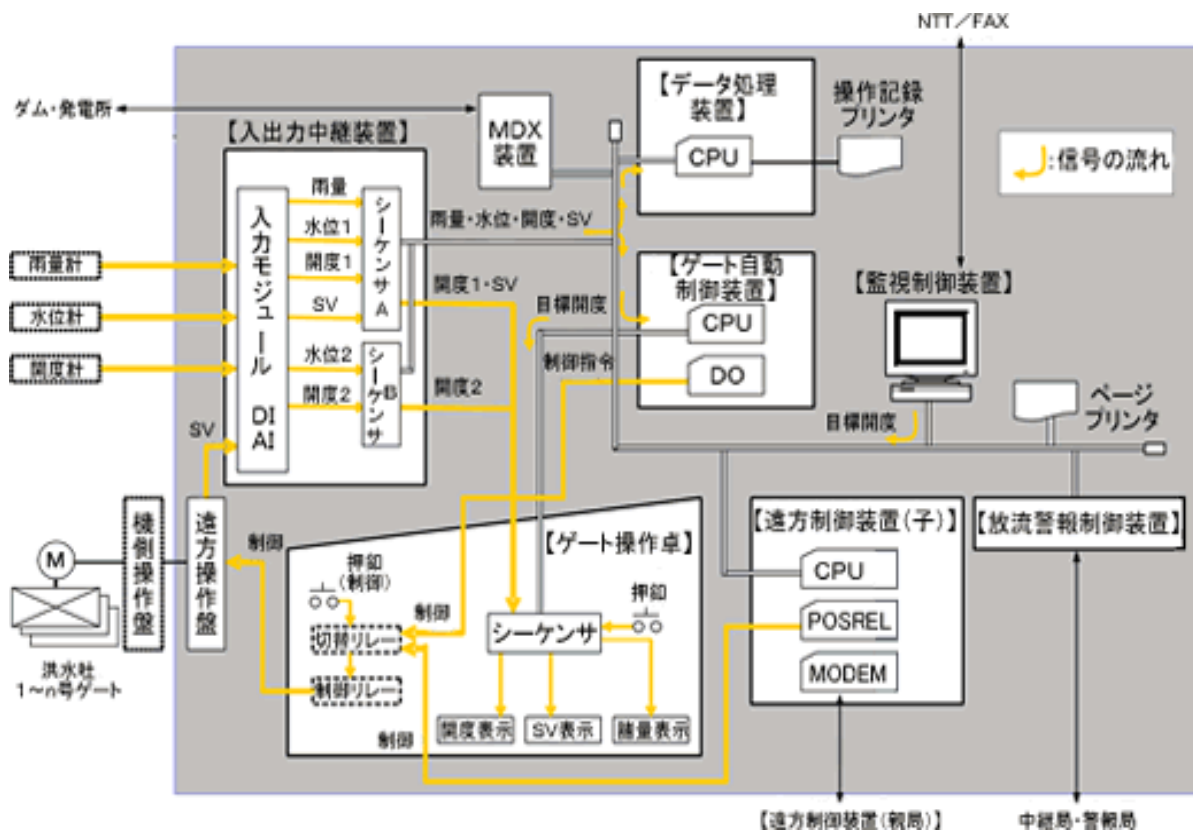 NTT／FAX
ダム・発電所
【入出力中継装置】
MDX
装置
【データ処理
装置】
CPU
操作記録
プリンタ
:信号の流れ
雨量
水位1
開度1
SV
水位2
開度2
入力モジュール DI AI
シーケンサ A
シーケンサ B
雨量・水位・開度・SV
開度1・SV
開度2
雨量計
水位計
開度計
SV
【ゲート自動
制御装置】
CPU
DO
目標開度
制御指令
【監視制御装置】
ページ
プリンタ
目標開度
機側操作盤
遠方操作盤
M
洪水吐
1～n号ゲート
制御
【ゲート操作卓】
押釦
(制御)
切替リレー
制御リレー
制御
制御
押釦
シーケンサ
開度表示
SV表示
諸量表示
【遠方制御装置(子)】
CPU
POSREL
MODEM
【放流警報制御装置】
【遠方制御装置(親局)】
中継局・警報局